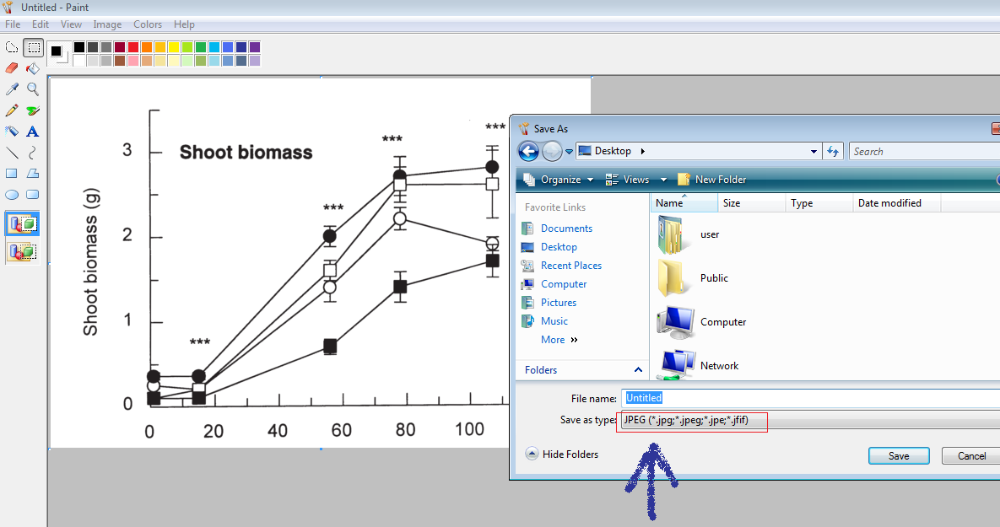 Untitled - Paint
File Edit View Image Colors Help
Shoot biomass
Shoot biomass (g)
3
2
1
0
***
***
***
***
0 20 40 60 80 100
Save As
Desktop
Search
Organize Views New Folder
Favorite Links
Documents
Desktop
Recent Places
Computer
Pictures
Music
More »
Folders
Name Size Type Date modified
user
Public
Computer
Network
File name: Untitled
Save as type: JPEG (*.jpg;*.jpeg;*.jpe;*.jfif)
Hide Folders
Save Cancel